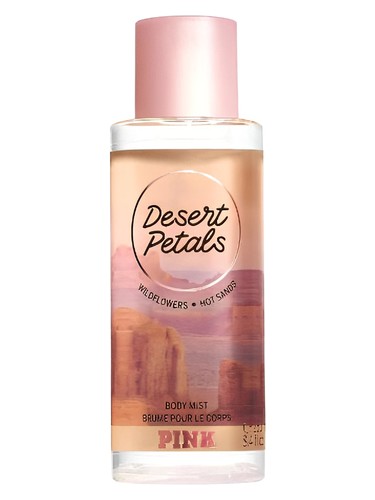 Desert
Petals
WILDFLOWERS • HOT SANDS
BODY MIST
BRUME POUR LE CORPS
PINK